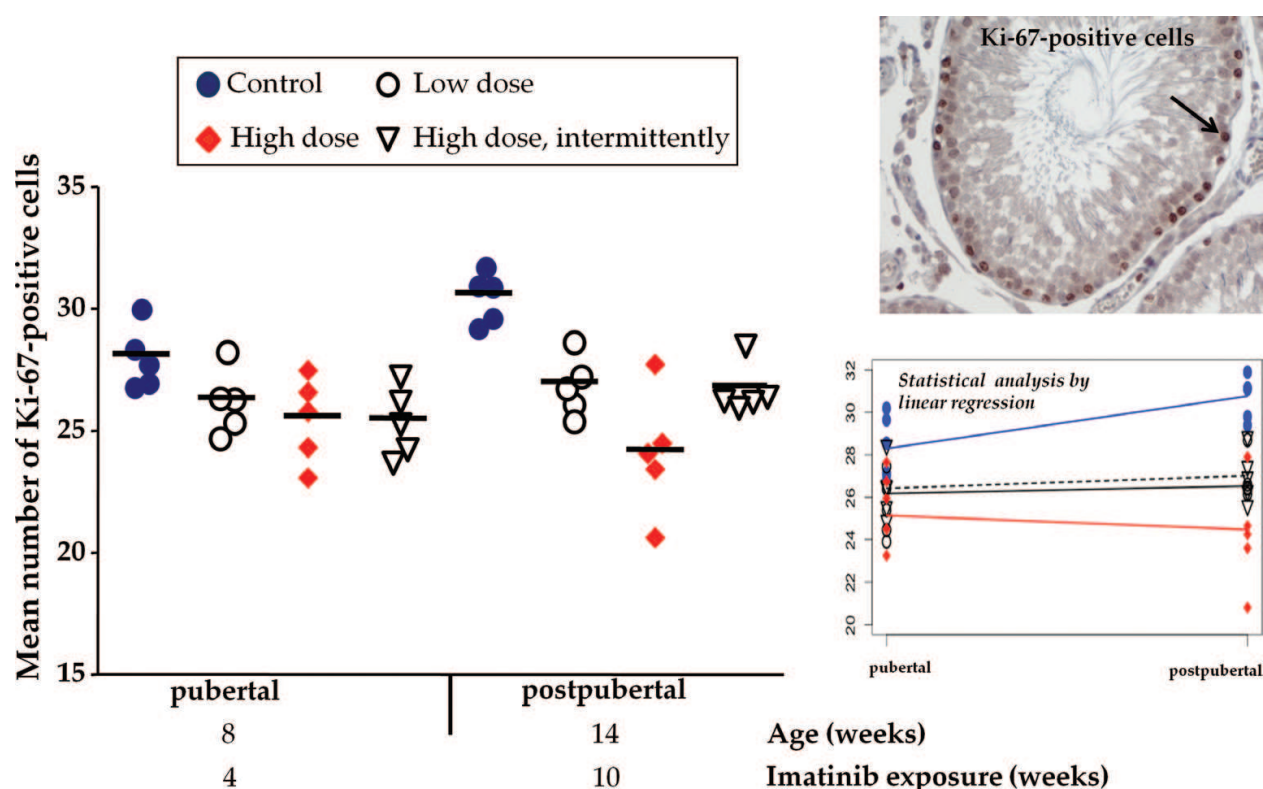 Ki-67-positive cells
Control
Low dose
High dose
High dose, intermittently
Mean number of Ki-67-positive cells
35
30
25
20
15
pubertal
postpubertal
8
14
Age (weeks)
4
10
Imatinib exposure (weeks)
Statistical analysis by
linear regression
32
30
28
26
24
22
20
pubertal
postpubertal